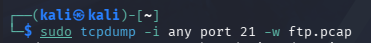 ┌──(kali㉿kali)-[~]
└─$ sudo tcpdump -i any port 21 -w ftp.pcap